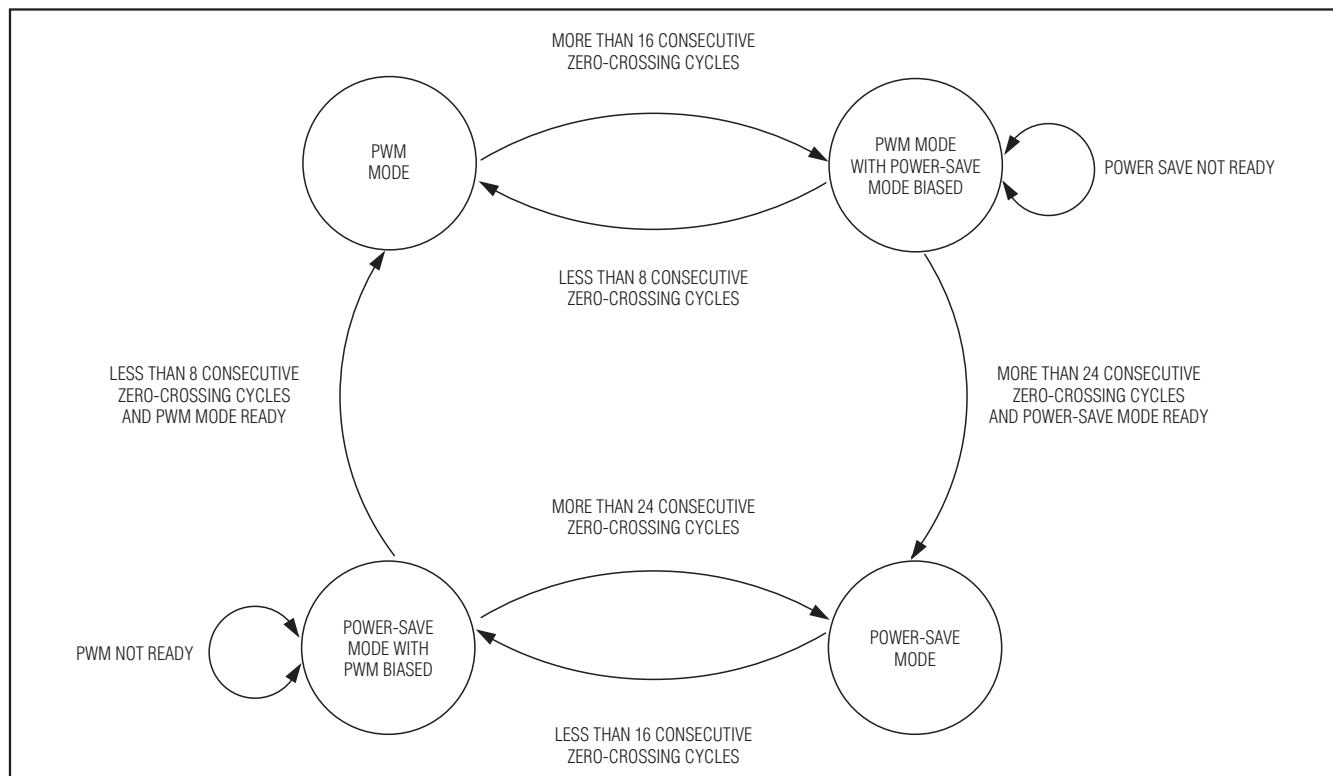 MORE THAN 16 CONSECUTIVE
ZERO-CROSSING CYCLES
PWM
MODE
PWM MODE
WITH POWER-SAVE
MODE BIASED
POWER SAVE NOT READY
LESS THAN 8 CONSECUTIVE
ZERO-CROSSING CYCLES
LESS THAN 8 CONSECUTIVE
ZERO-CROSSING CYCLES
AND PWM MODE READY
MORE THAN 24 CONSECUTIVE
ZERO-CROSSING CYCLES
AND POWER-SAVE MODE READY
MORE THAN 24 CONSECUTIVE
ZERO-CROSSING CYCLES
PWM NOT READY
POWER-SAVE
MODE WITH
PWM BIASED
POWER-SAVE
MODE
LESS THAN 16 CONSECUTIVE
ZERO-CROSSING CYCLES